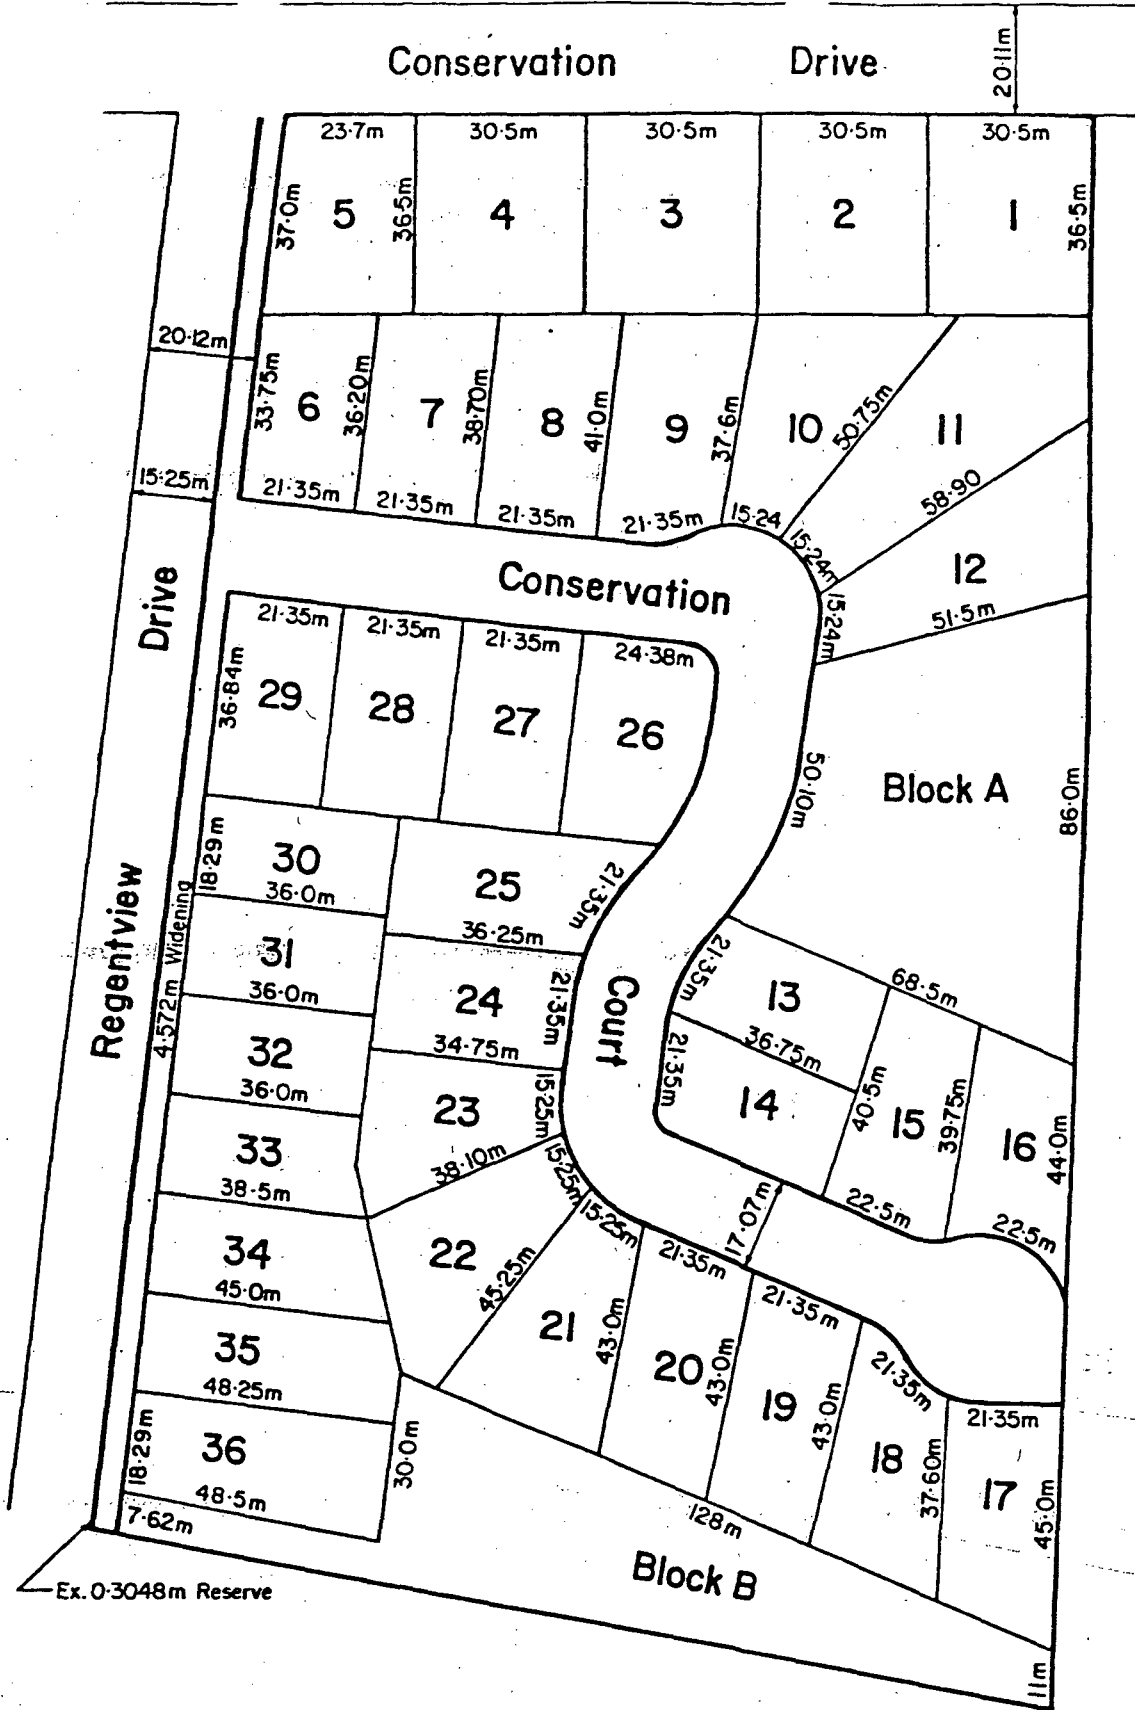 Conservation Drive
20·11m
23·7m 30·5m 30·5m 30·5m 30·5m
37·0m 5 36·5m 4 3 2 1 36·5m
20·12m
33·75m 6 36·20m 7 38·70m 8 41·0m 9 37·6m 10 50·75m 11
58·90
15·25m
21·35m 21·35m 21·35m 21·35m 15·24
15·24m
12
51·5m
15·24m
Conservation
Drive
21·35m 21·35m 21·35m 24·38m
36·84m 29 28 27 26
50·10m
Block A
86·0m
18·29m 30
36·0m
25
21·35m
36·25m
Regentview
4·572m Widening
31
36·0m
24
21·35m
34·75m
Court
21·35m
13
68·5m
36·75m
32
36·0m
23
15·25m
38·10m
21·35m
14
40·5m
15
39·75m
16
44·0m
33
38·5m
15·25m
15·25m
17·07m
22·5m
22·5m
34
45·0m
22
45·25m
21·35m
21·35m
21
43·0m
20
43·0m
19
43·0m
21·35m
21·35m
18
37·60m
17
45·0m
35
48·25m
18·29m 36
48·5m
30·0m
7·62m
128m
Block B
11m
Ex. 0·3048m Reserve